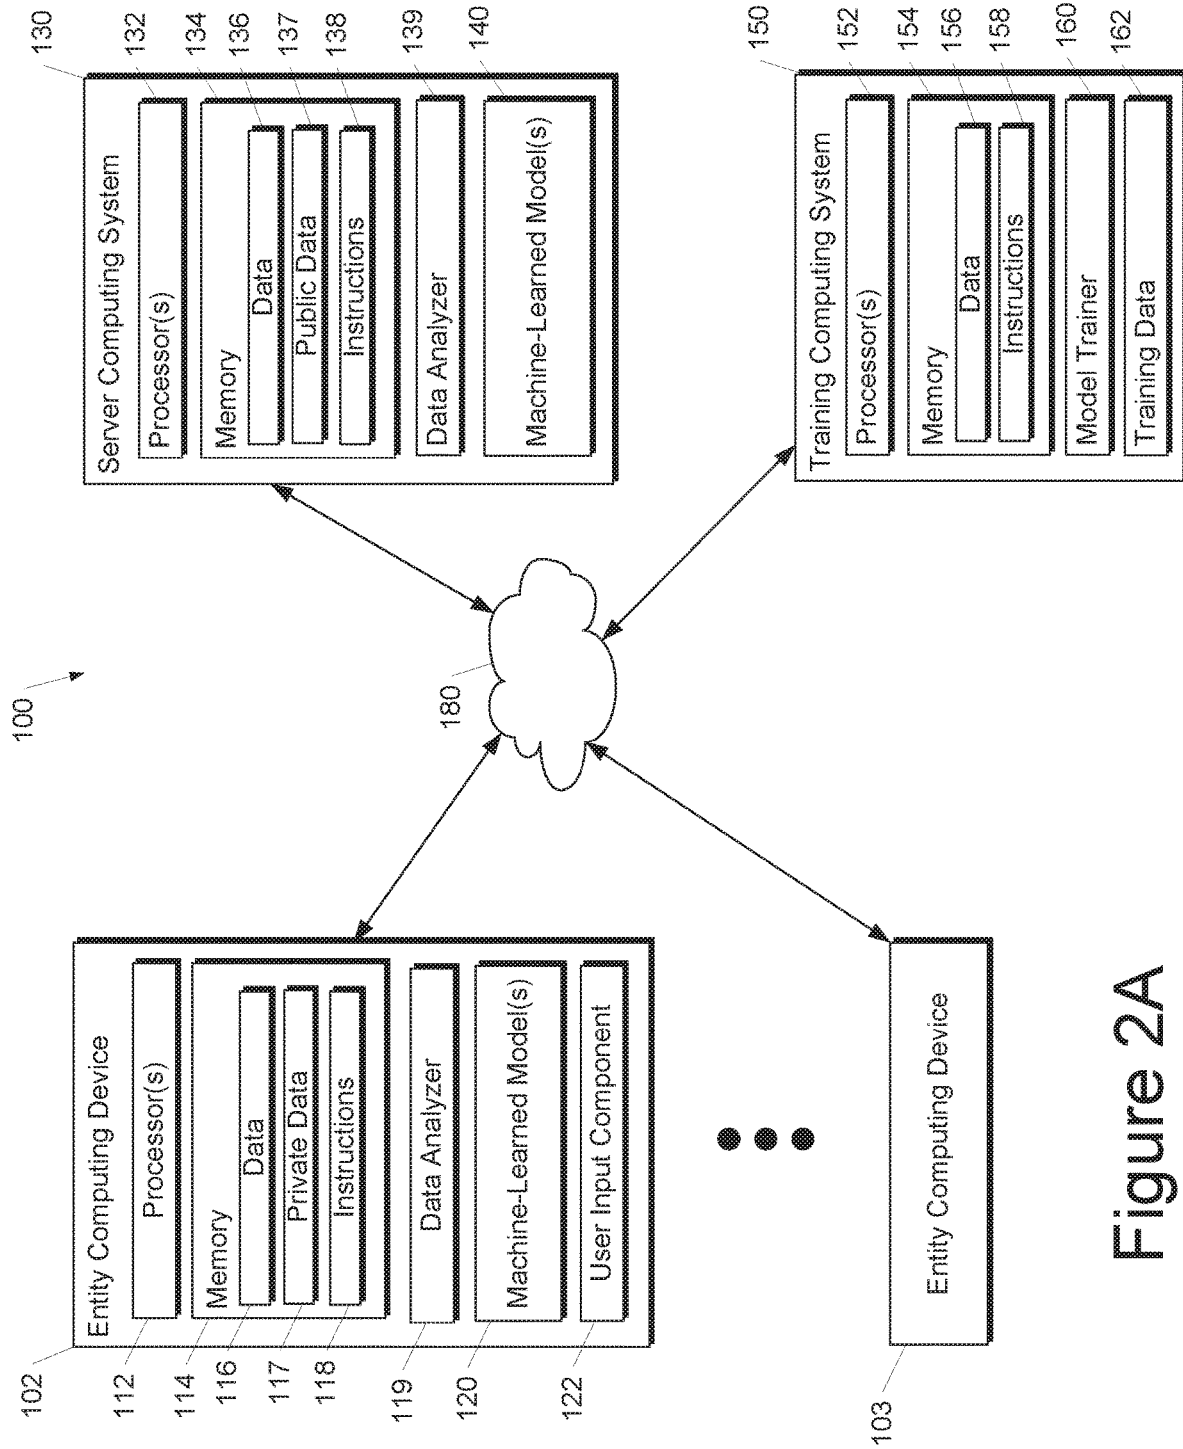 100
102
Entity Computing Device
112
Processor(s)
114
Memory
116
Data
117
Private Data
118
Instructions
119
Data Analyzer
120
Machine-Learned Model(s)
122
User Input Component
103
Entity Computing Device
180
130
Server Computing System
132
Processor(s)
134
Memory
136
Data
137
Public Data
138
Instructions
139
Data Analyzer
140
Machine-Learned Model(s)
150
Training Computing System
152
Processor(s)
154
Memory
156
Data
158
Instructions
160
Model Trainer
162
Training Data
Figure 2A